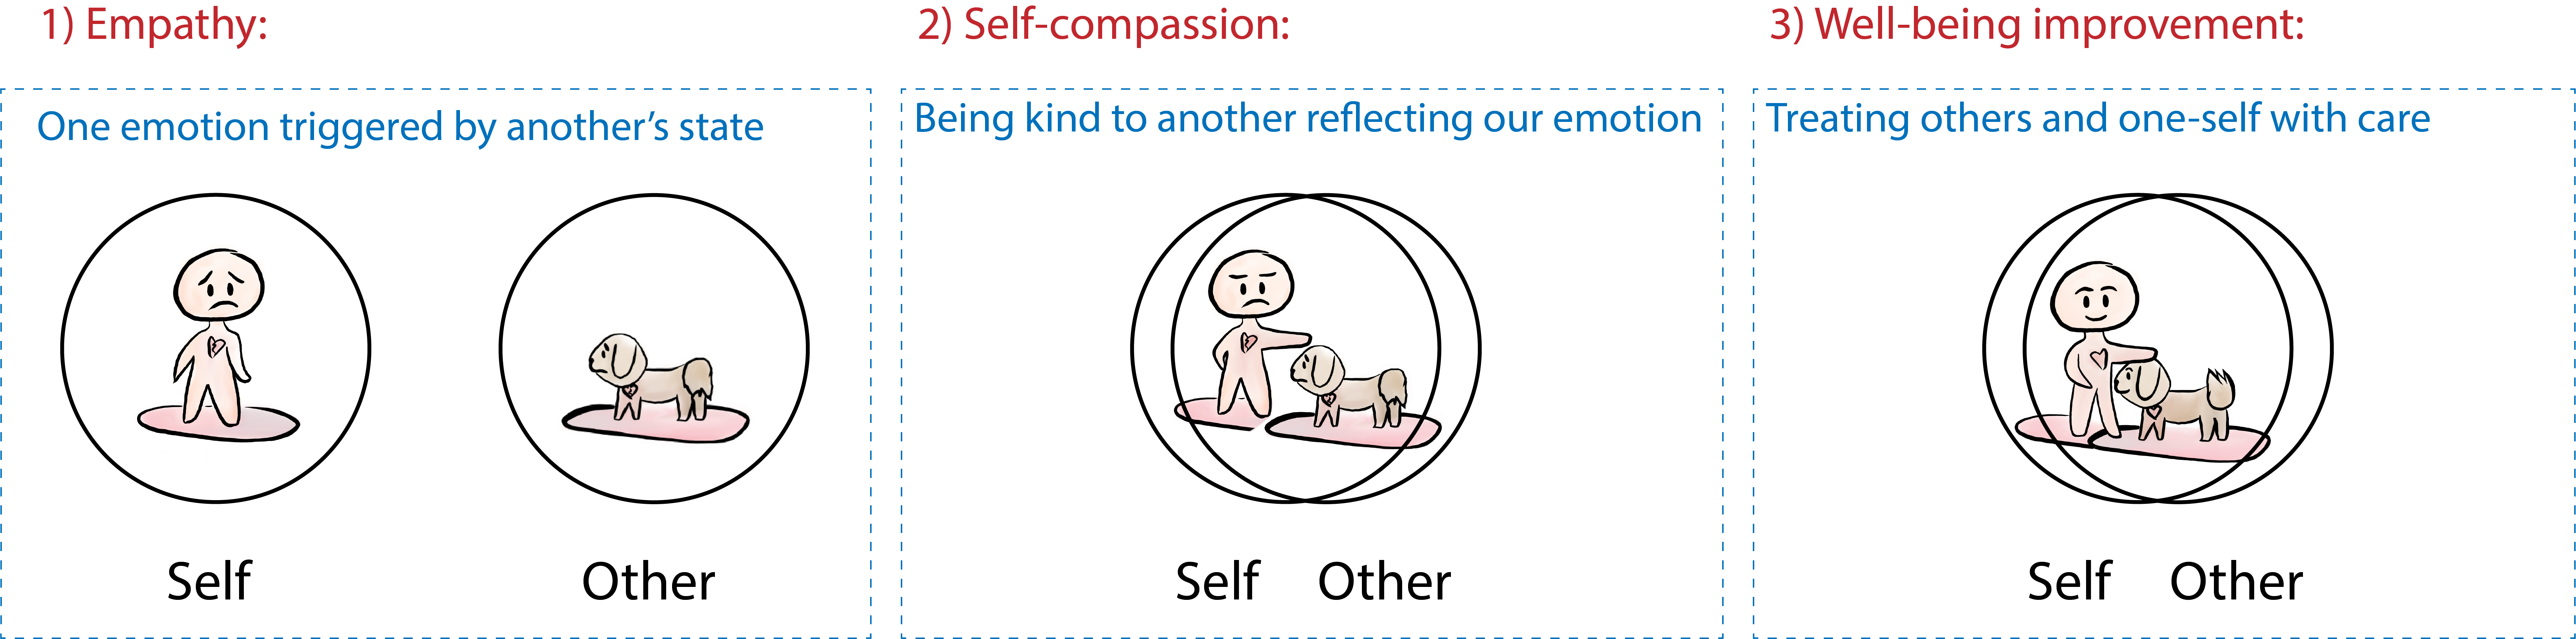 1) Empathy:
2) Self-compassion:
3) Well-being improvement:
One emotion triggered by another’s state
Being kind to another reflecting our emotion
Treating others and one-self with care
Self
Other
Self
Other
Self
Other